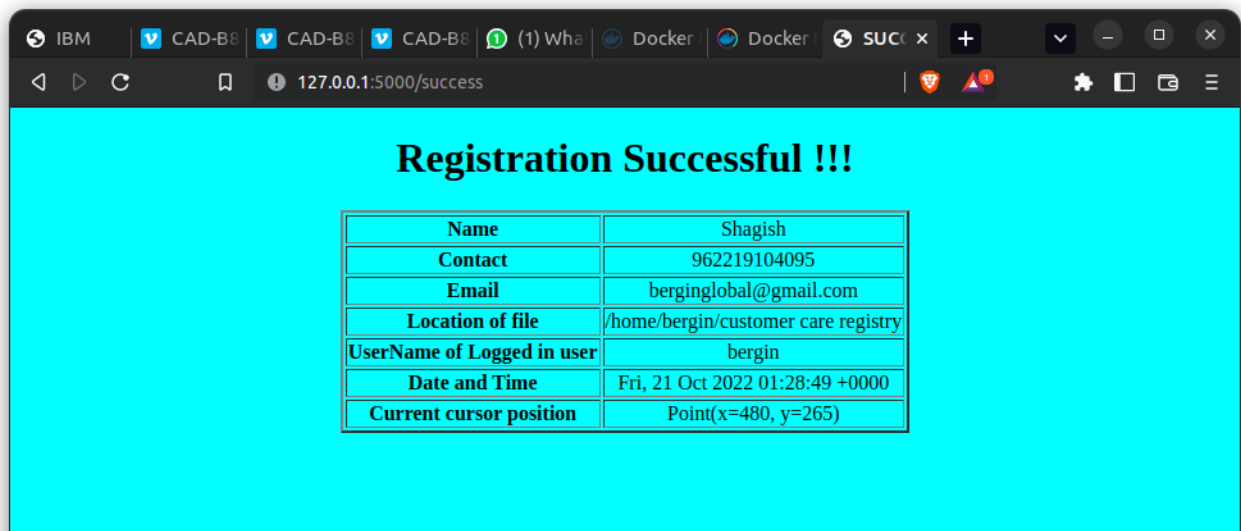 IBM CAD-B8 CAD-B8 CAD-B8 (1) Wha Docker Docker SUCC
127.0.0.1:5000/success 1
Registration Successful !!!
Name Shagish
Contact 962219104095
Email berginglobal@gmail.com
Location of file /home/bergin/customer care registry
UserName of Logged in user bergin
Date and Time Fri, 21 Oct 2022 01:28:49 +0000
Current cursor position Point(x=480, y=265)